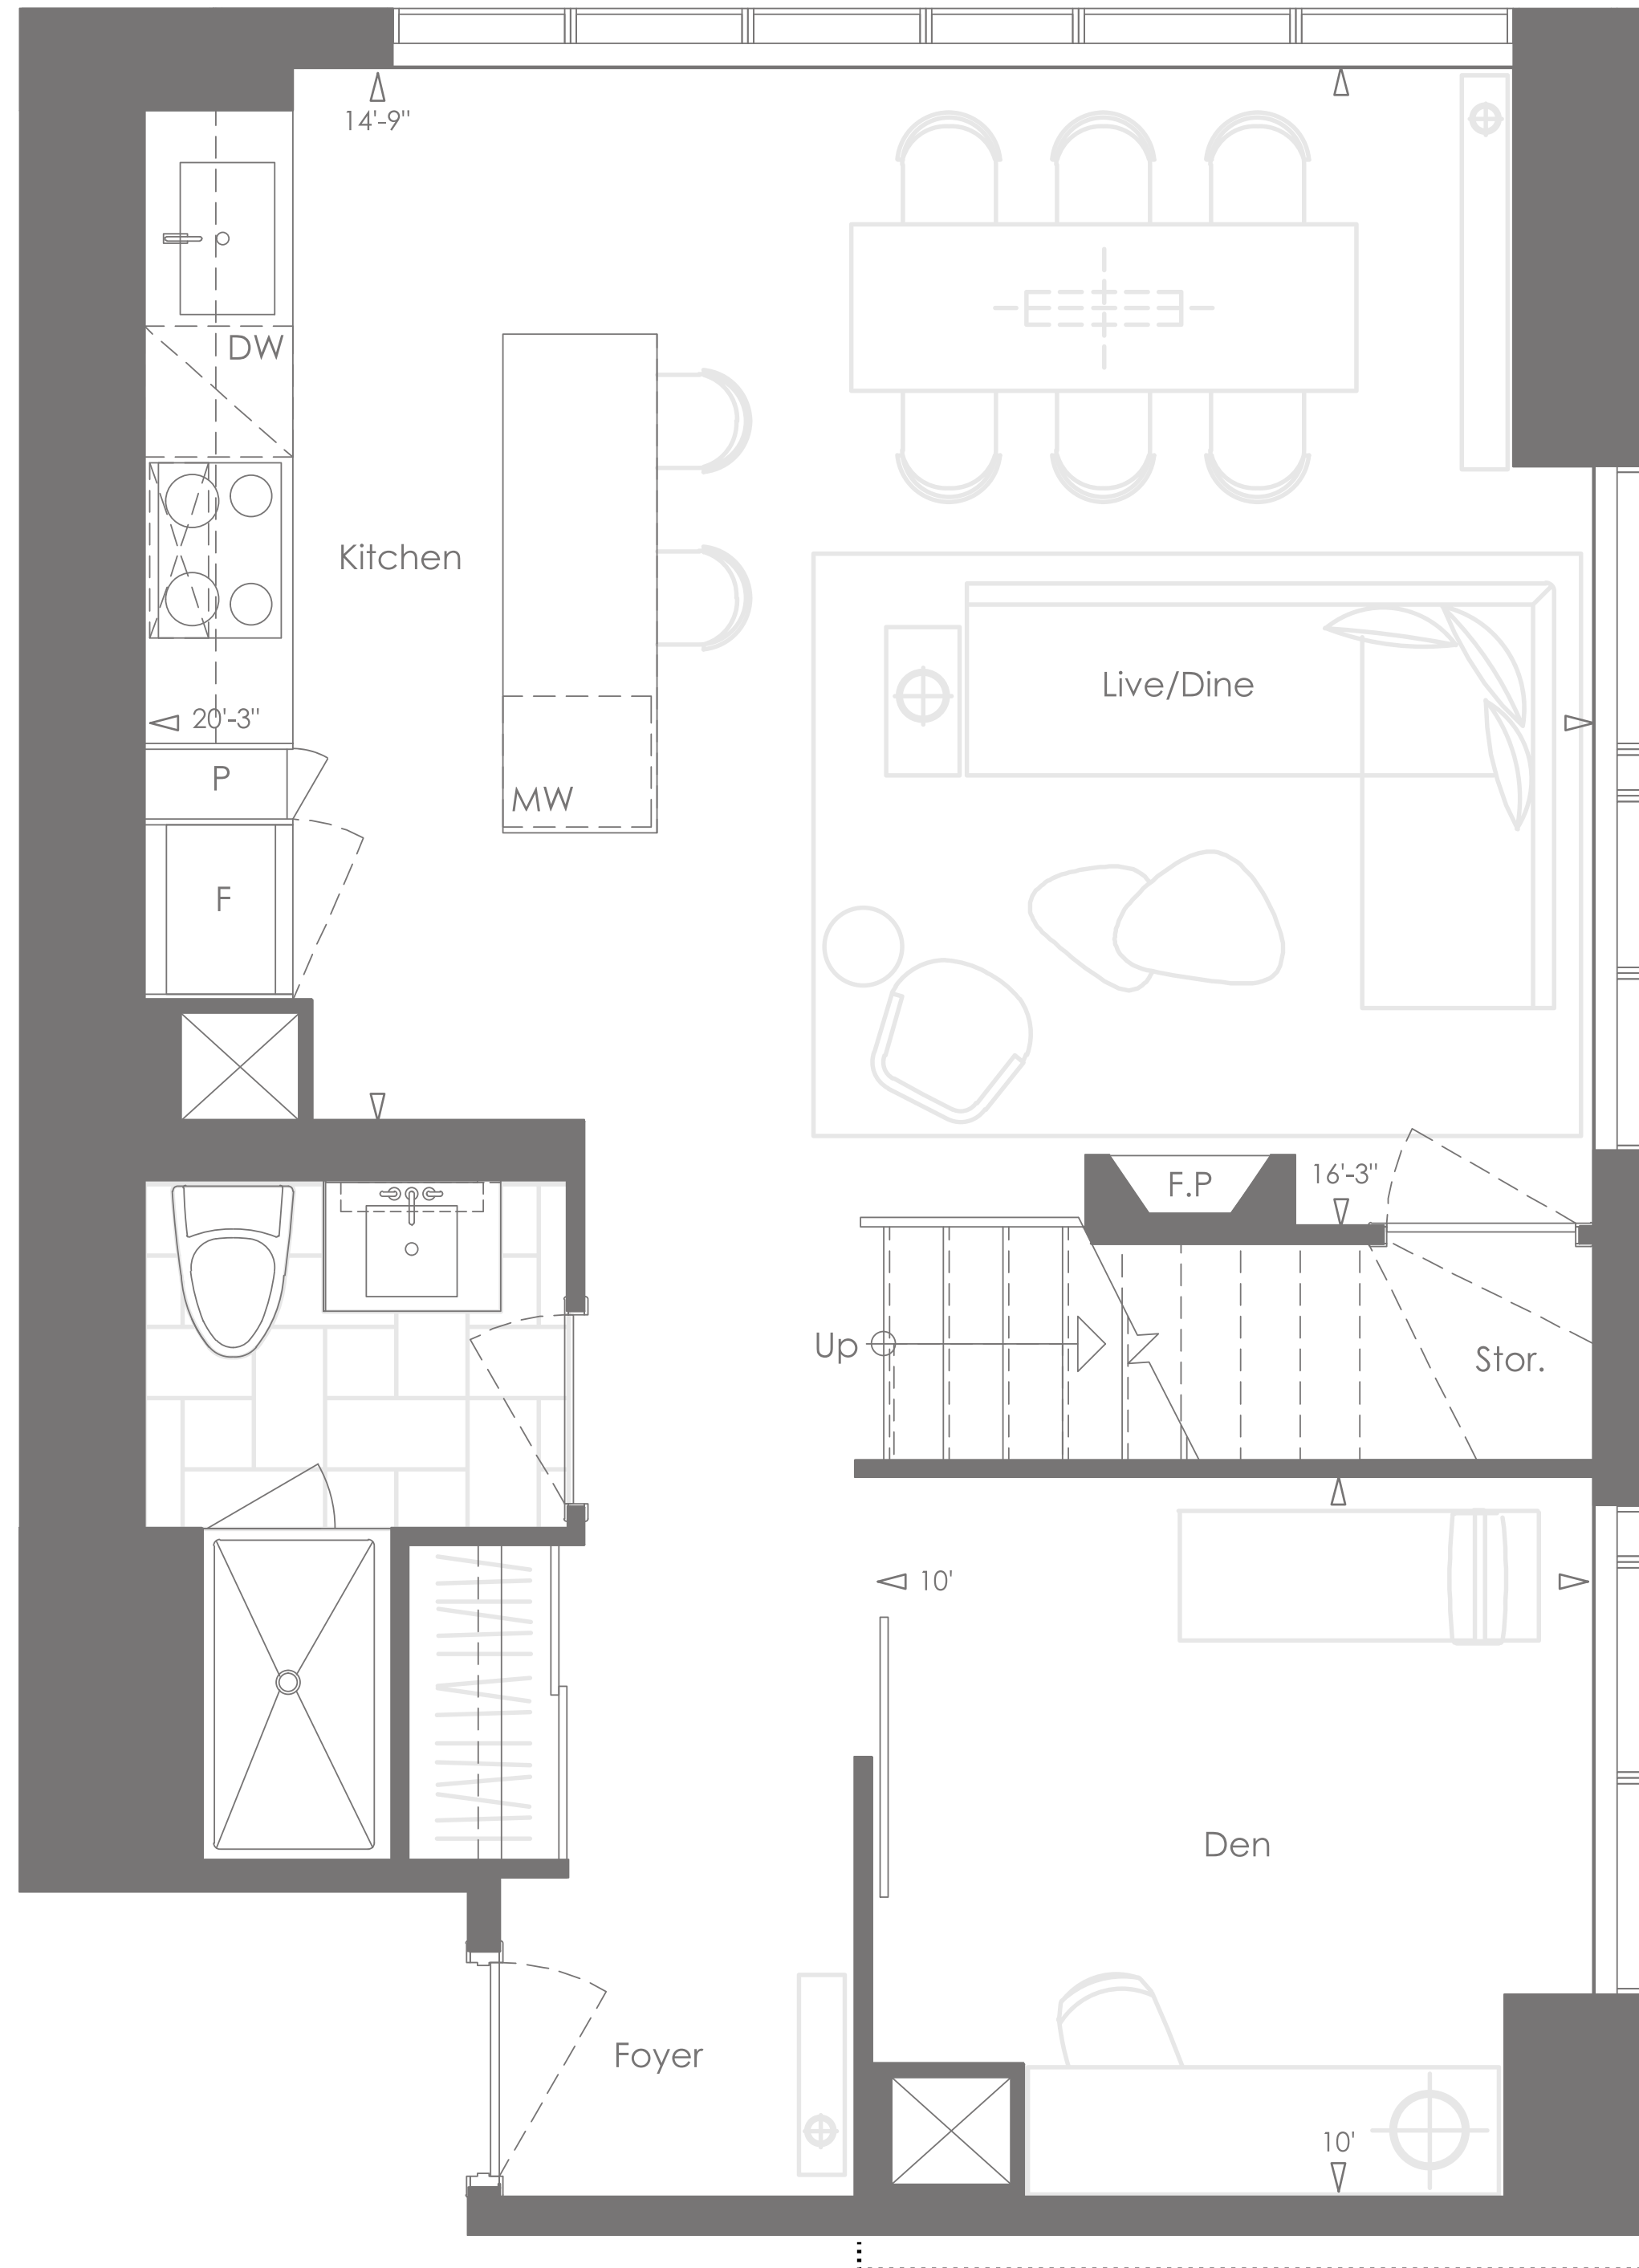 14'-9"
DW
Kitchen
Live/Dine
20'-3"
P
MW
F
F.P
16'-3"
Up
Stor.
10'
Den
Foyer
10'